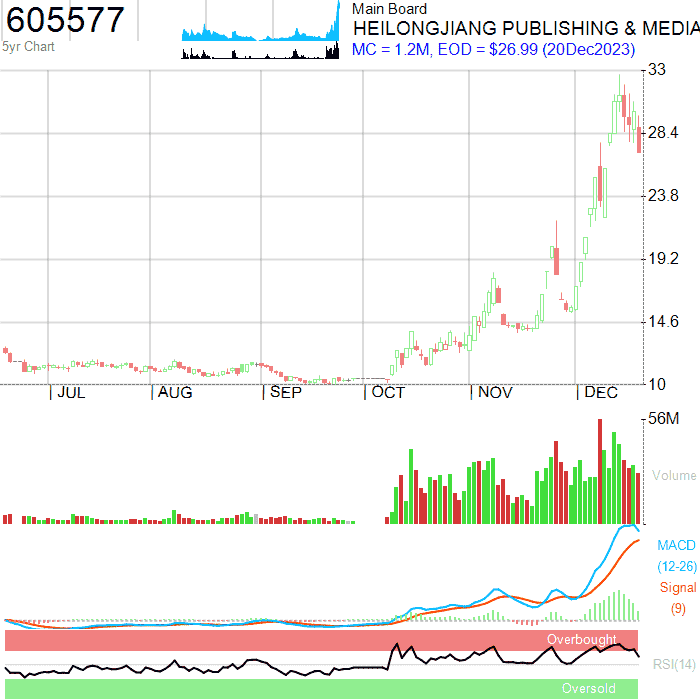 605577
5yr Chart
Main Board
HEILONGJIANG PUBLISHING & MEDIA
MC = 1.2M, EOD = $26.99 (20Dec2023)
33
28.4
23.8
19.2
14.6
10
JUL
AUG
SEP
OCT
NOV
DEC
56M
Volume
MACD
(12-26)
Signal
(9)
Overbought
RSI(14)
Oversold